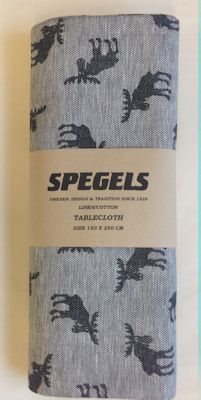 SPEGELS
SWEDEN: DESIGN & TRADITION SINCE 1929
LINEN/COTTON
TABLECLOTH
SIZE 150 X 250 CM